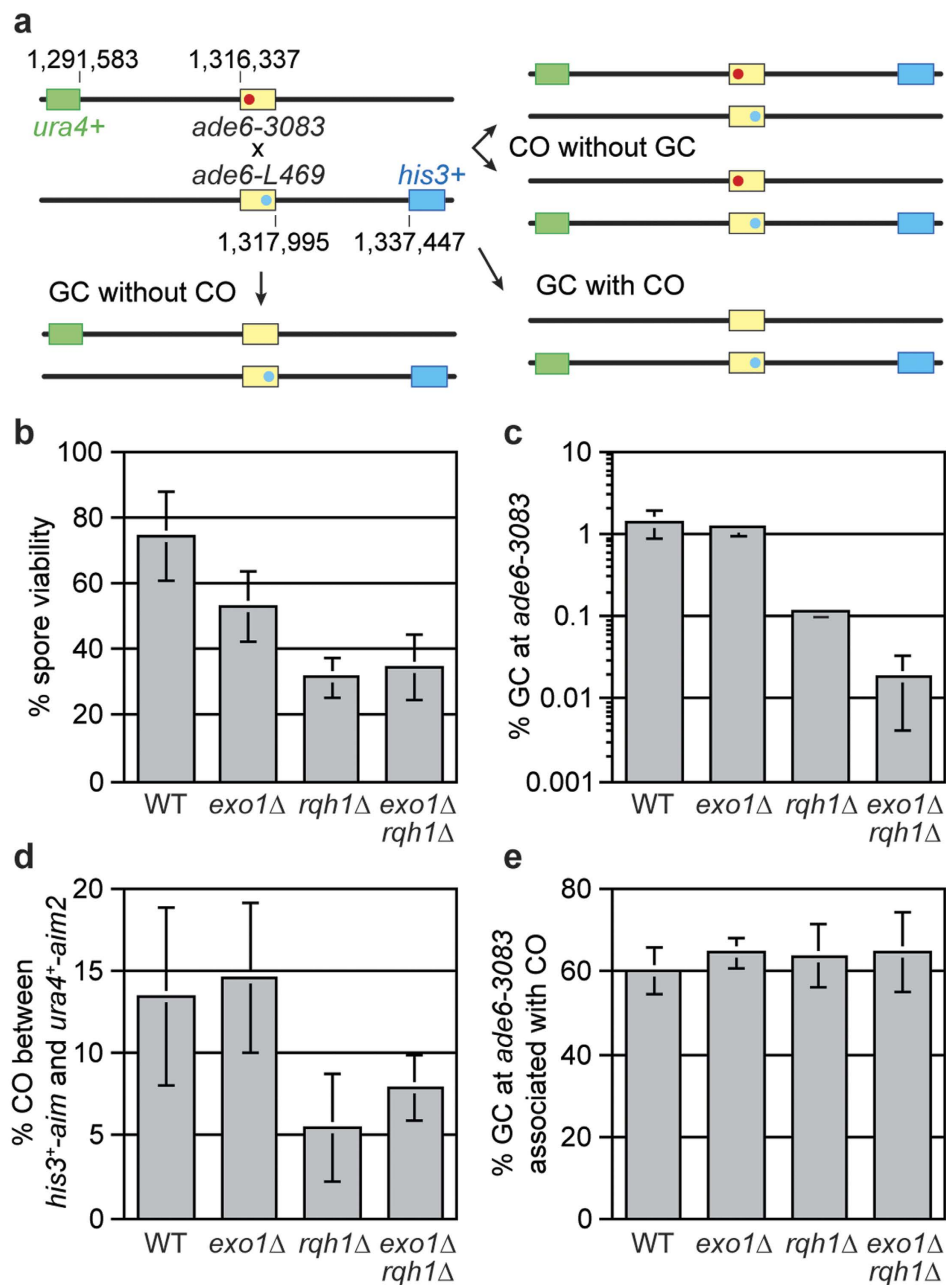 a
1,291,583
1,316,337
ura4+
ade6-3083
x
ade6-L469
his3+
1,317,995
1,337,447
CO without GC
GC without CO
GC with CO
b
% spore viability
100
80
60
40
20
0
WT
exo1Δ
rqh1Δ
exo1Δ
rqh1Δ
c
% GC at ade6-3083
10
1
0.1
0.01
0.001
WT
exo1Δ
rqh1Δ
exo1Δ
rqh1Δ
d
% CO between
his3+-aim and ura4+-aim2
20
15
10
5
0
WT
exo1Δ
rqh1Δ
exo1Δ
rqh1Δ
e
% GC at ade6-3083
associated with CO
80
60
40
20
0
WT
exo1Δ
rqh1Δ
exo1Δ
rqh1Δ